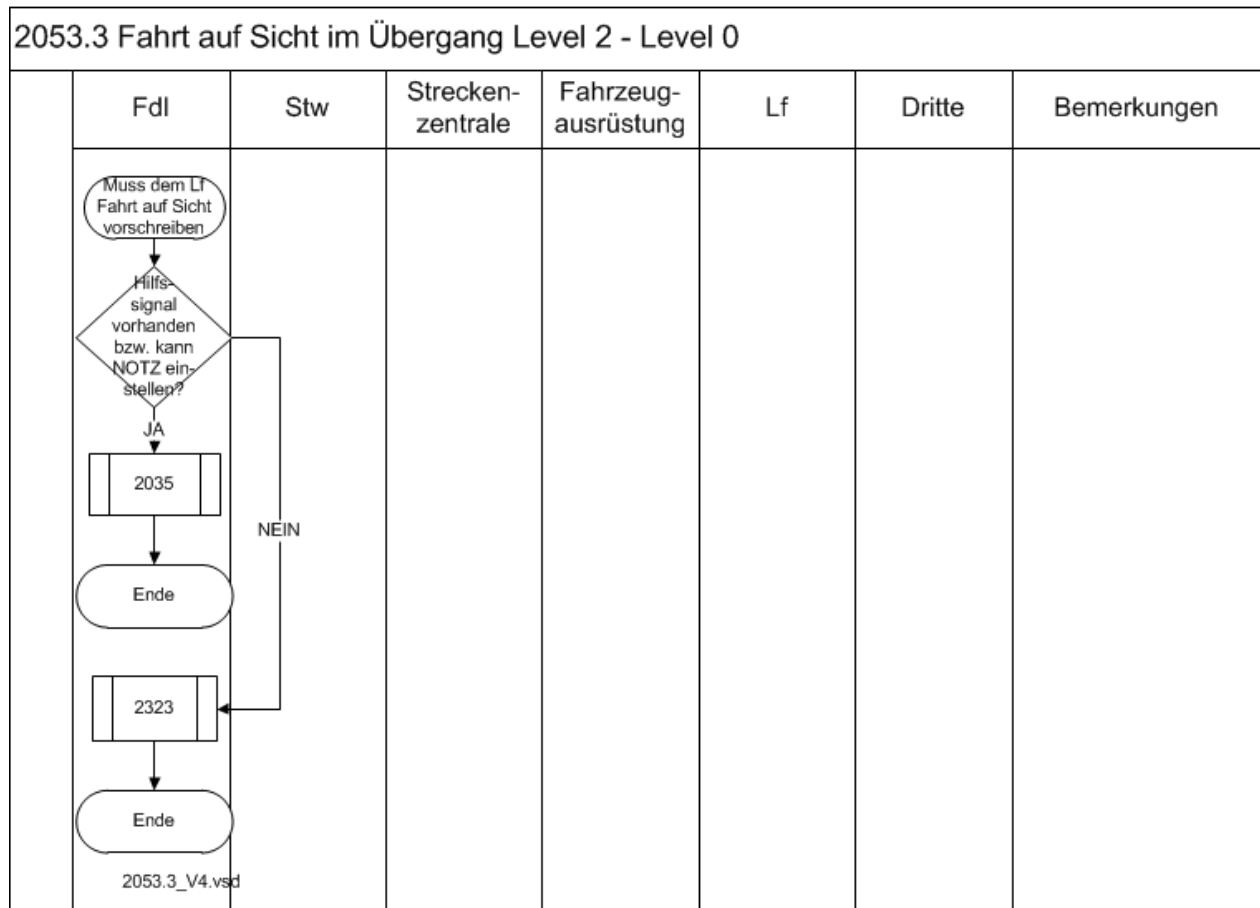 2053.3 Fahrt auf Sicht im Übergang Level 2 - Level 0
Fdl
Stw
Strecken-
zentrale
Fahrzeug-
ausrüstung
Lf
Dritte
Bemerkungen
Muss dem Lf
Fahrt auf Sicht
vorschreiben
Hilfs-
signal
vorhanden
bzw. kann
NOTZ ein-
stellen?
JA
2035
NEIN
Ende
2323
Ende
2053.3_V4.vsd